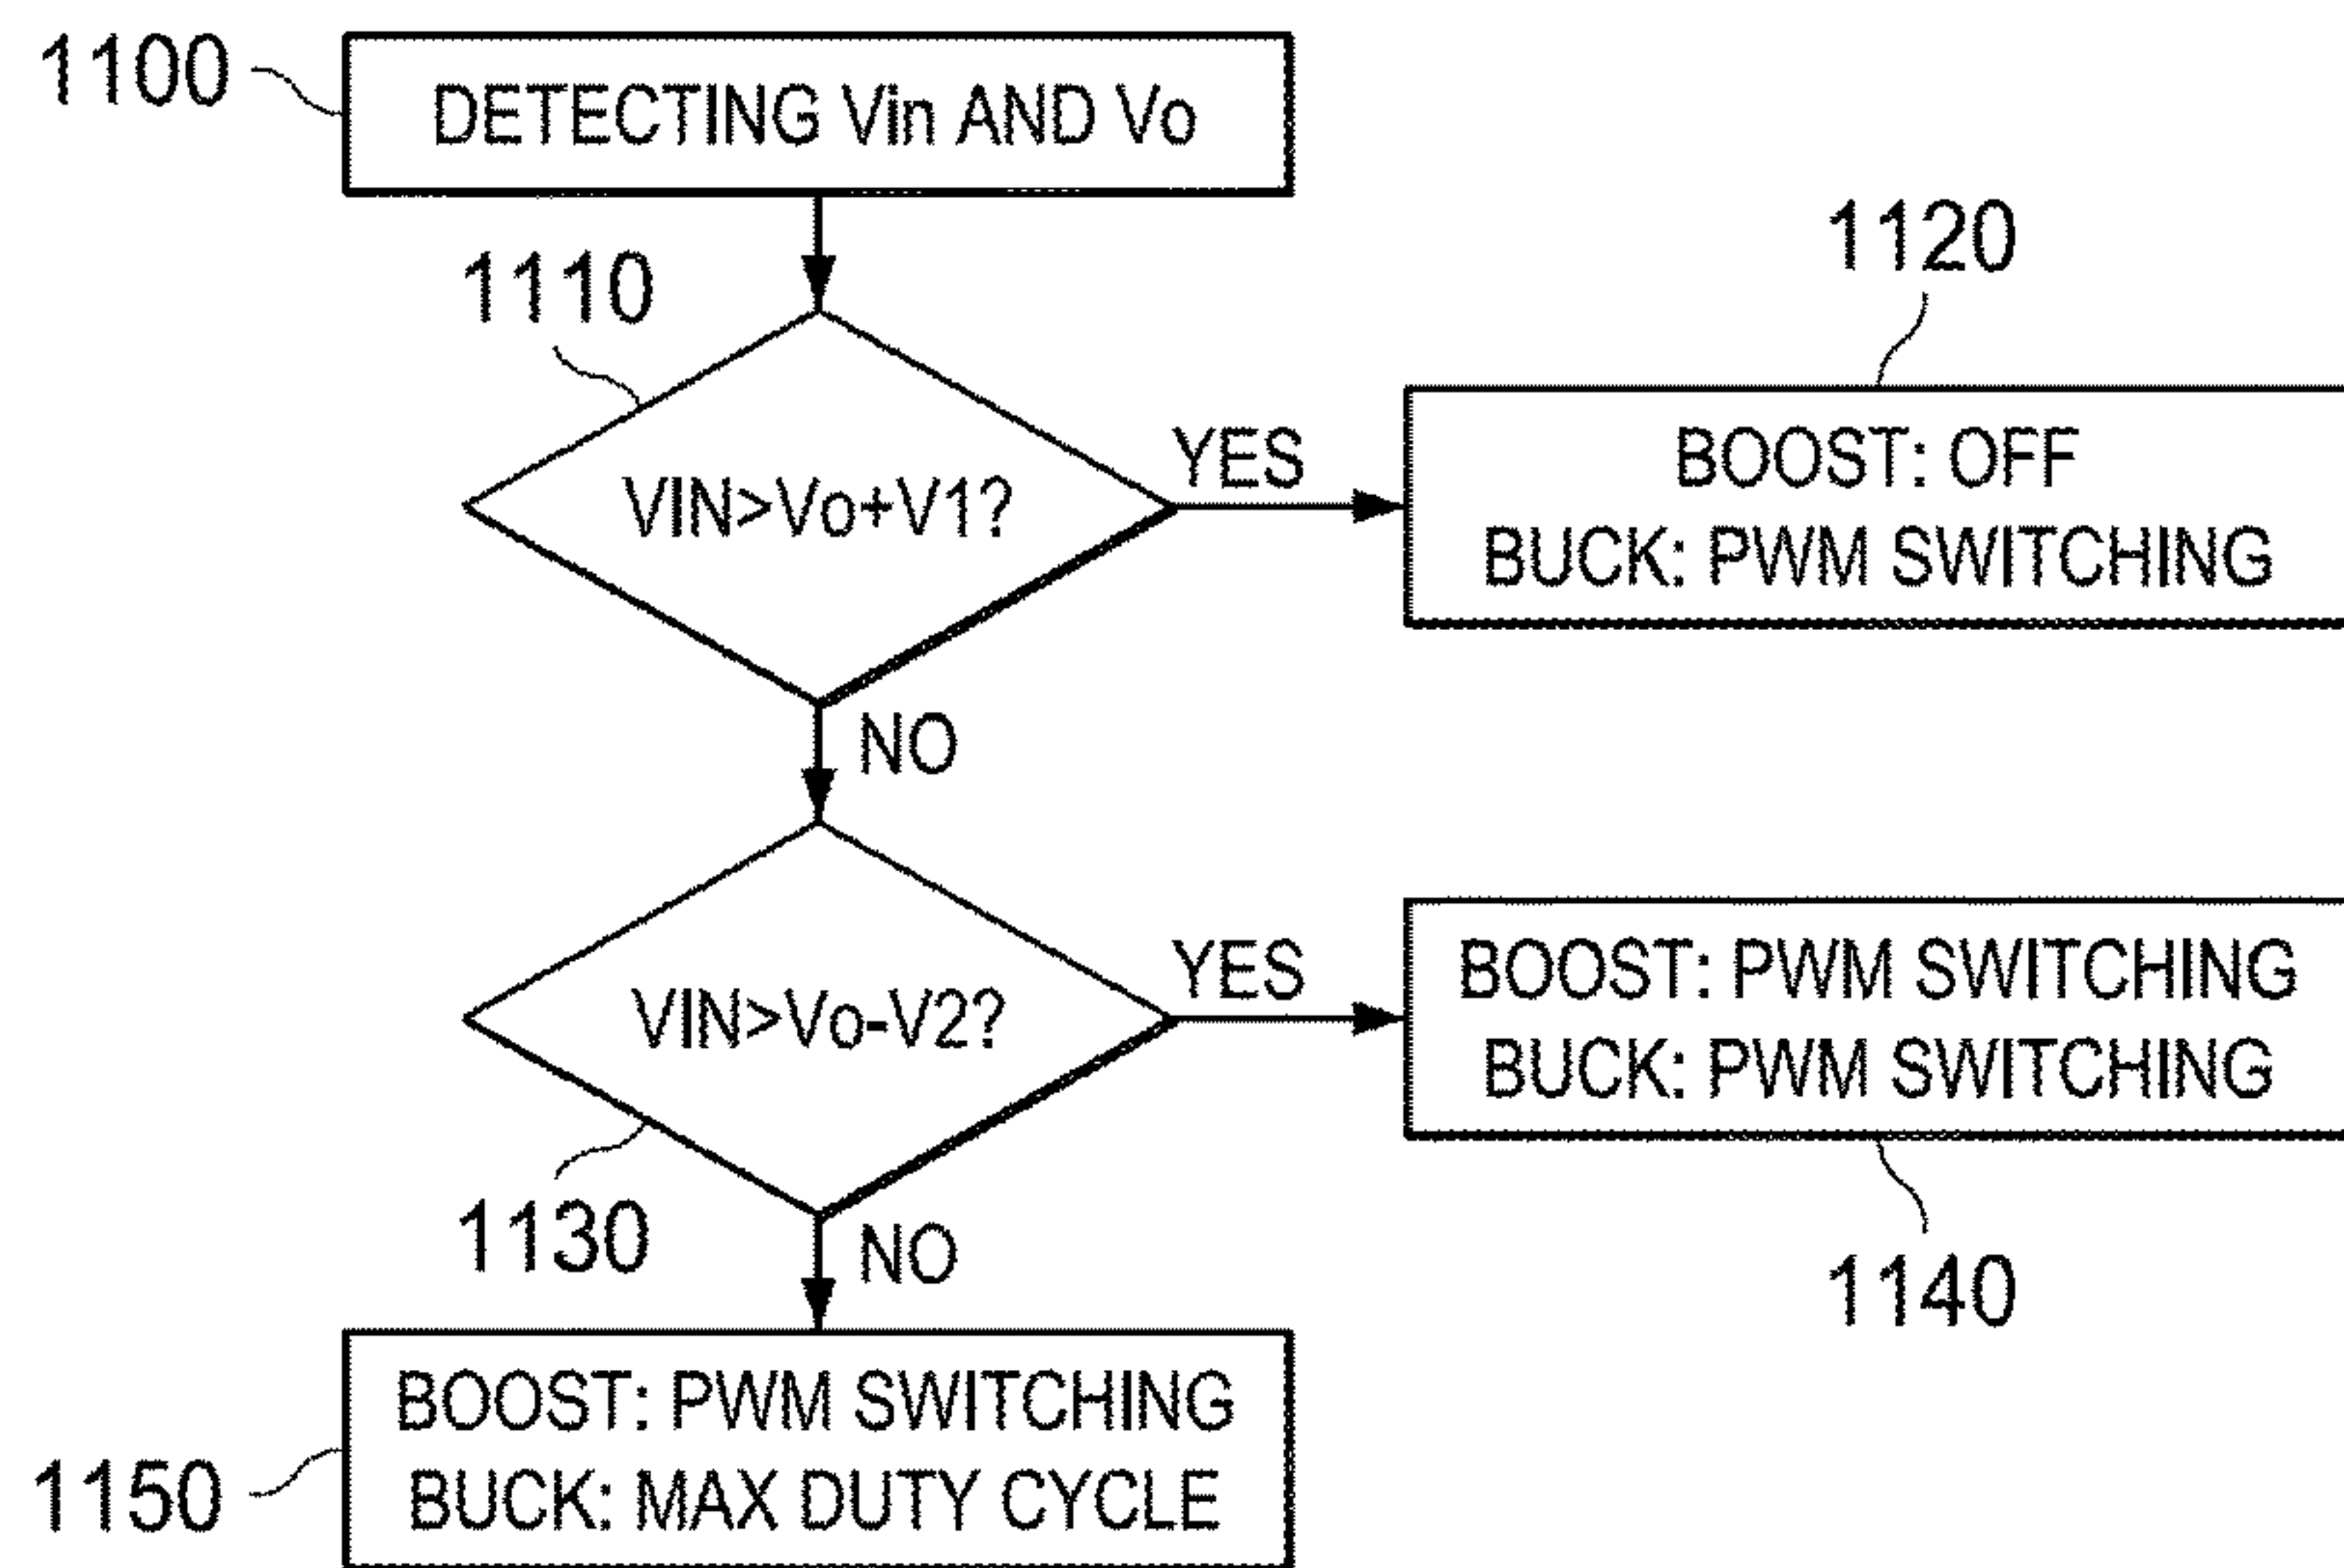 1100
DETECTING Vin AND Vo
1110
VIN>Vo+V1?
YES
1120
BOOST: OFF
BUCK: PWM SWITCHING
NO
1130
VIN>Vo-V2?
YES
BOOST: PWM SWITCHING
BUCK: PWM SWITCHING
1140
NO
1150
BOOST: PWM SWITCHING
BUCK: MAX DUTY CYCLE